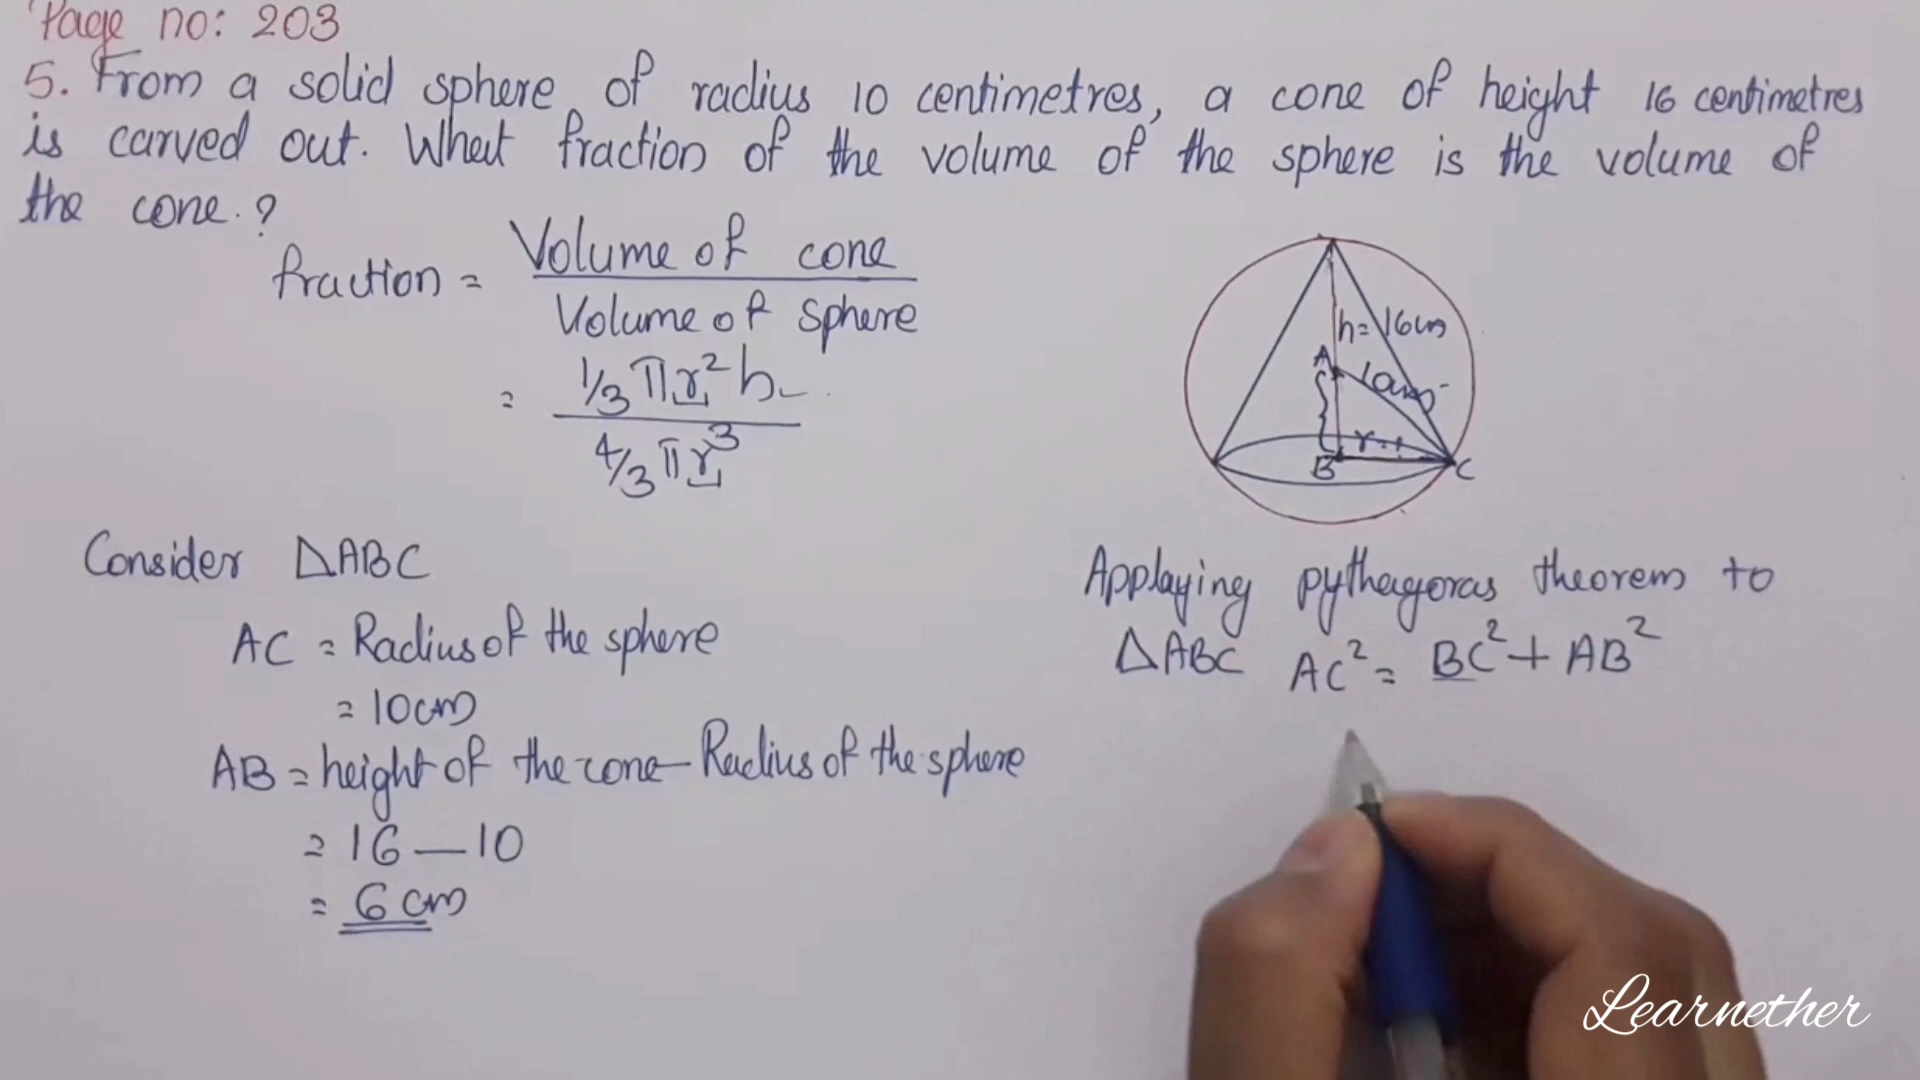 Page no: 203
5. From a solid sphere of radius 10 centimetres, a cone of height 16 centimetres
is carved out. What fraction of the volume of the sphere is the volume of
the cone.?
fraction = Volume of cone
Volume of sphere
= 1/3 πr² h
4/3 πr³
h=16cm
A
10cm
r=?
B
C
Consider △ABC
AC = Radius of the sphere
= 10cm
AB = height of the cone - Radius of the sphere
= 16 - 10
= 6 cm
Applaying pythagoras theorem to
△ABC AC² = BC² + AB²
Learnether